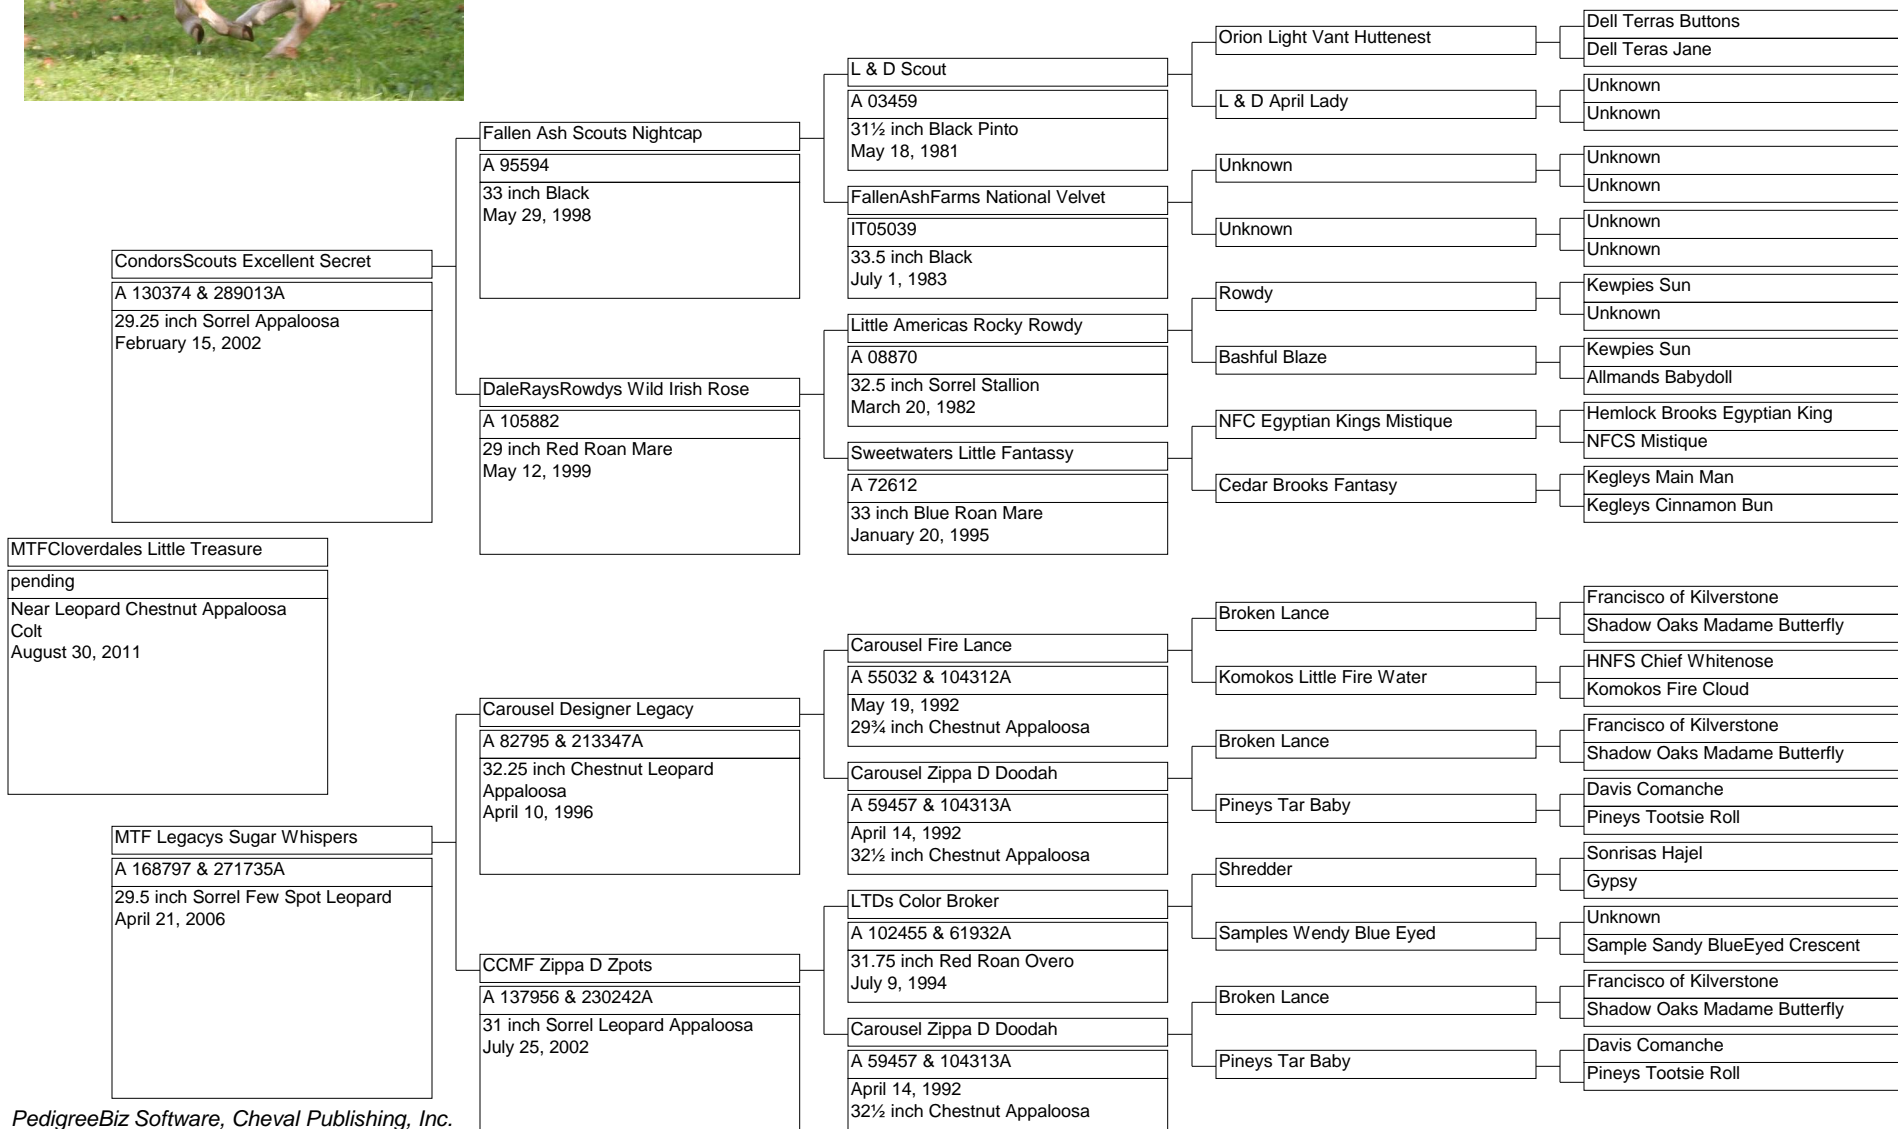 MTFCloverdales Little Treasure
pending
Near Leopard Chestnut Appaloosa
Colt
August 30, 2011
CondorsScouts Excellent Secret
A 130374 & 289013A
29.25 inch Sorrel Appaloosa
February 15, 2002
MTF Legacys Sugar Whispers
A 168797 & 271735A
29.5 inch Sorrel Few Spot Leopard
April 21, 2006
Fallen Ash Scouts Nightcap
A 95594
33 inch Black
May 29, 1998
DaleRaysRowdys Wild Irish Rose
A 105882
29 inch Red Roan Mare
May 12, 1999
Carousel Designer Legacy
A 82795 & 213347A
32.25 inch Chestnut Leopard
Appaloosa
April 10, 1996
CCMF Zippa D Zpots
A 137956 & 230242A
31 inch Sorrel Leopard Appaloosa
July 25, 2002
L & D Scout
A 03459
31½ inch Black Pinto
May 18, 1981
FallenAshFarms National Velvet
IT05039
33.5 inch Black
July 1, 1983
Little Americas Rocky Rowdy
A 08870
32.5 inch Sorrel Stallion
March 20, 1982
Sweetwaters Little Fantassy
A 72612
33 inch Blue Roan Mare
January 20, 1995
Carousel Fire Lance
A 55032 & 104312A
May 19, 1992
29¾ inch Chestnut Appaloosa
Carousel Zippa D Doodah
A 59457 & 104313A
April 14, 1992
32½ inch Chestnut Appaloosa
LTDs Color Broker
A 102455 & 61932A
31.75 inch Red Roan Overo
July 9, 1994
Carousel Zippa D Doodah
A 59457 & 104313A
April 14, 1992
32½ inch Chestnut Appaloosa
Orion Light Vant Huttenest
L & D April Lady
Unknown
Unknown
Rowdy
Bashful Blaze
NFC Egyptian Kings Mistique
Cedar Brooks Fantasy
Broken Lance
Komokos Little Fire Water
Broken Lance
Pineys Tar Baby
Shredder
Samples Wendy Blue Eyed
Broken Lance
Pineys Tar Baby
Dell Terras Buttons
Dell Teras Jane
Unknown
Unknown
Unknown
Unknown
Unknown
Unknown
Kewpies Sun
Unknown
Kewpies Sun
Allmands Babydoll
Hemlock Brooks Egyptian King
NFCS Mistique
Kegleys Main Man
Kegleys Cinnamon Bun
Francisco of Kilverstone
Shadow Oaks Madame Butterfly
HNFS Chief Whitenose
Komokos Fire Cloud
Francisco of Kilverstone
Shadow Oaks Madame Butterfly
Davis Comanche
Pineys Tootsie Roll
Sonrisas Hajel
Gypsy
Unknown
Sample Sandy BlueEyed Crescent
Francisco of Kilverstone
Shadow Oaks Madame Butterfly
Davis Comanche
Pineys Tootsie Roll
PedigreeBiz Software, Cheval Publishing, Inc.